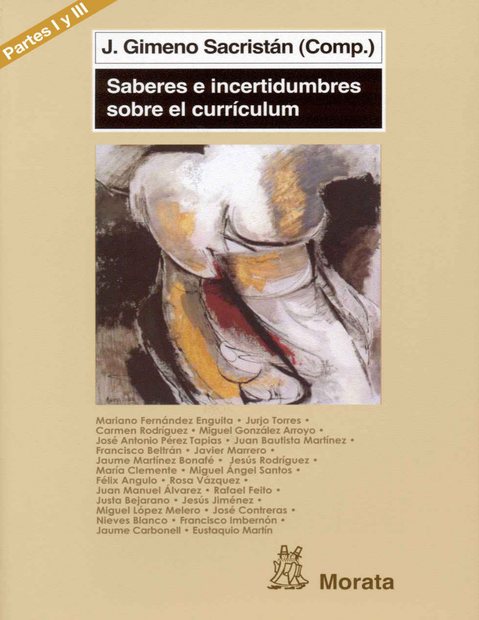 Partes I y III
J. Gimeno Sacristán (Comp.)
Saberes e incertidumbres
sobre el currículum
Mariano Fernández Enguita • Jurjo Torres •
Carmen Rodríguez • Miguel González Arroyo •
José Antonio Pérez Tapias • Juan Bautista Martínez •
Francisco Beltrán • Javier Marrero •
Jaume Martínez Bonafé • Jesús Rodríguez •
María Clemente • Miguel Ángel Santos •
Félix Angulo • Rosa Vázquez •
Juan Manuel Álvarez • Rafael Feito •
Justa Bejarano • Jesús Jiménez •
Miguel López Melero • José Contreras •
Nieves Blanco • Francisco Imbernón •
Jaume Carbonell • Eustaquio Martín
Morata